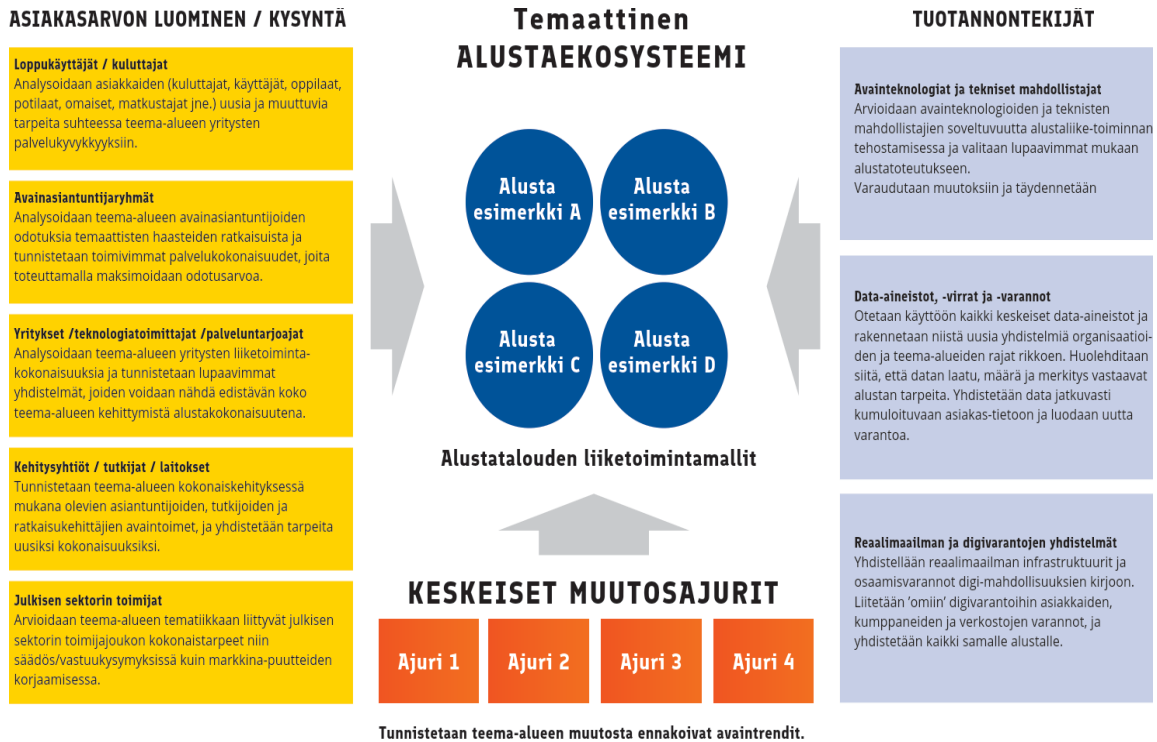 ASIAKASARVON LUOMINEN / KYSYNTÄ
Loppukäyttäjät / kuluttajat
Analysoidaan asiakkaiden (kuluttajat, käyttäjät, oppilaat,
potilaat, omaiset, matkustajat jne.) uusia ja muuttuvia
tarpeita suhteessa teema-alueen yritysten
palvelukyvykkyyksiin.
Avainasiantuntijaryhmät
Analysoidaan teema-alueen avainasiantuntijoiden
odotuksia temaattisten haasteiden ratkaisuista ja
tunnistetaan toimivimmat palvelukokonaisuudet, joita
toteuttamalla maksimoidaan odotusarvoa.
Yritykset /teknologiatoimittajat /palveluntarjoajat
Analysoidaan teema-alueen yritysten liiketoiminta-
kokonaisuuksia ja tunnistetaan lupaavimmat
yhdistelmät, joiden voidaan nähdä edistävän koko
teema-alueen kehittymistä alustakokonaisuutena.
Kehitysyhtiöt / tutkijat / laitokset
Tunnistetaan teema-alueen kokonaiskehityksessä
mukana olevien asiantuntijoiden, tutkijoiden ja
ratkaisukehittäjien avaintoimet, ja yhdistetään tarpeita
uusiksi kokonaisuuksiksi.
Julkisen sektorin toimijat
Arvioidaan teema-alueen tematiikkaan liittyvät julkisen
sektorin toimijajoukon kokonaistarpeet niin
säädös/vastuukysymyksissä kuin markkina-puutteiden
korjaamisessa.
Temaattinen
ALUSTAEKOSYSTEEMI
Alusta
esimerkki A
Alusta
esimerkki B
Alusta
esimerkki C
Alusta
esimerkki D
Alustatalouden liiketoimintamallit
KESKEISET MUUTOSAJURIT
Ajuri 1
Ajuri 2
Ajuri 3
Ajuri 4
Tunnistetaan teema-alueen muutosta ennakoivat avaintrendit.
TUOTANNONTEKIJÄT
Avainteknologiat ja tekniset mahdollistajat
Arvioidaan avainteknologioiden ja teknisten
mahdollistajien soveltuvuutta alustaliike-toiminnan
tehostamisessa ja valitaan lupaavimmat mukaan
alustatoteutukseen.
Varaudutaan muutoksiin ja täydennetään
Data-aineistot, -virrat ja -varannot
Otetaan käyttöön kaikki keskeiset data-aineistot ja
rakennetaan niistä uusia yhdistelmiä organisaatioi-
den ja teema-alueiden rajat rikkoen. Huolehditaan
siitä, että datan laatu, määrä ja merkitys vastaavat
alustan tarpeita. Yhdistetään data jatkuvasti
kumuloituvaan asiakas-tietoon ja luodaan uutta
varantoa.
Reaalimaailman ja digivarantojen yhdistelmät
Yhdistellään reaalimaailman infrastruktuurit ja
osaamisvarannot digi-mahdollisuuksien kirjoon.
Liitetään ’omiin’ digivarantoihin asiakkaiden,
kumppaneiden ja verkostojen varannot, ja
yhdistetään kaikki samalle alustalle.